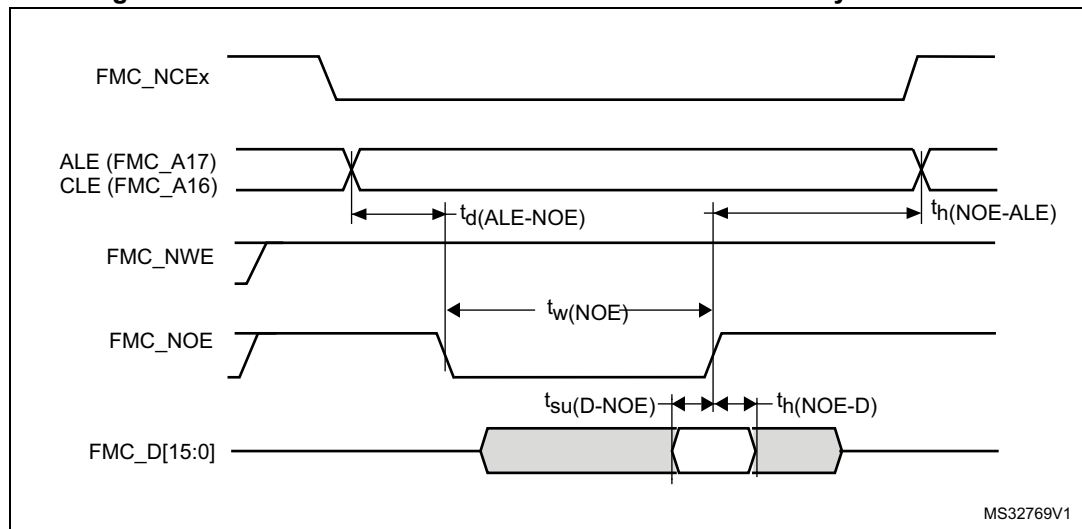 FMC_NCEx
ALE (FMC_A17)
CLE (FMC_A16)
td(ALE-NOE)
th(NOE-ALE)
FMC_NWE
tw(NOE)
FMC_NOE
tsu(D-NOE)
th(NOE-D)
FMC_D[15:0]
MS32769V1